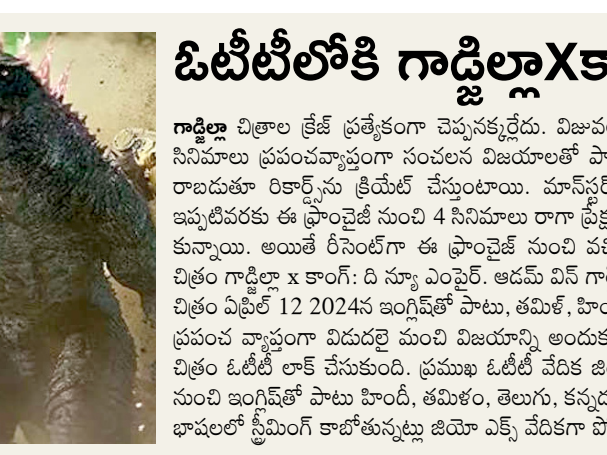 ఓటీటీలోకి గాడ్జిల్లాXకా
గాడ్జిల్లా చిత్రాల క్రేజ్ ప్రత్యేకంగా చెప్పనక్కర్లేదు. విజువ
సినిమాలు ప్రపంచవ్యాప్తంగా సంచలన విజయాలతో పా
రాబడుతూ రికార్డ్స్‌ను క్రియేట్ చేస్తుంటాయి. మాన్‌స్టర్
ఇప్పటివరకు ఈ ఫ్రాంచైజీ నుంచి 4 సినిమాలు రాగా ప్రేక్ష
కున్నాయి. అయితే రీసెంట్‌గా ఈ ఫ్రాంచైజ్ నుంచి వచ
చిత్రం గాడ్జిల్లా x కాంగ్: ది న్యూ ఎంపైర్. ఆడమ్ విన్ గా
చిత్రం ఏప్రిల్ 12 2024న ఇంగ్లిష్‌తో పాటు, తమిళ్, హిం
ప్రపంచ వ్యాప్తంగా విడుదలై మంచి విజయాన్ని అందుక
చిత్రం ఓటీటీ లాక్ చేసుకుంది. ప్రముఖ ఓటీటీ వేదిక జి
నుంచి ఇంగ్లిష్‌తో పాటు హిందీ, తమిళం, తెలుగు, కన్నడ
భాషలలో స్ట్రీమింగ్ కాబోతున్నట్లు జియో ఎక్స్ వేదికగా పో